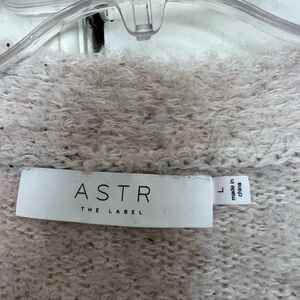 ASTR
THE LABEL
L
made in
china